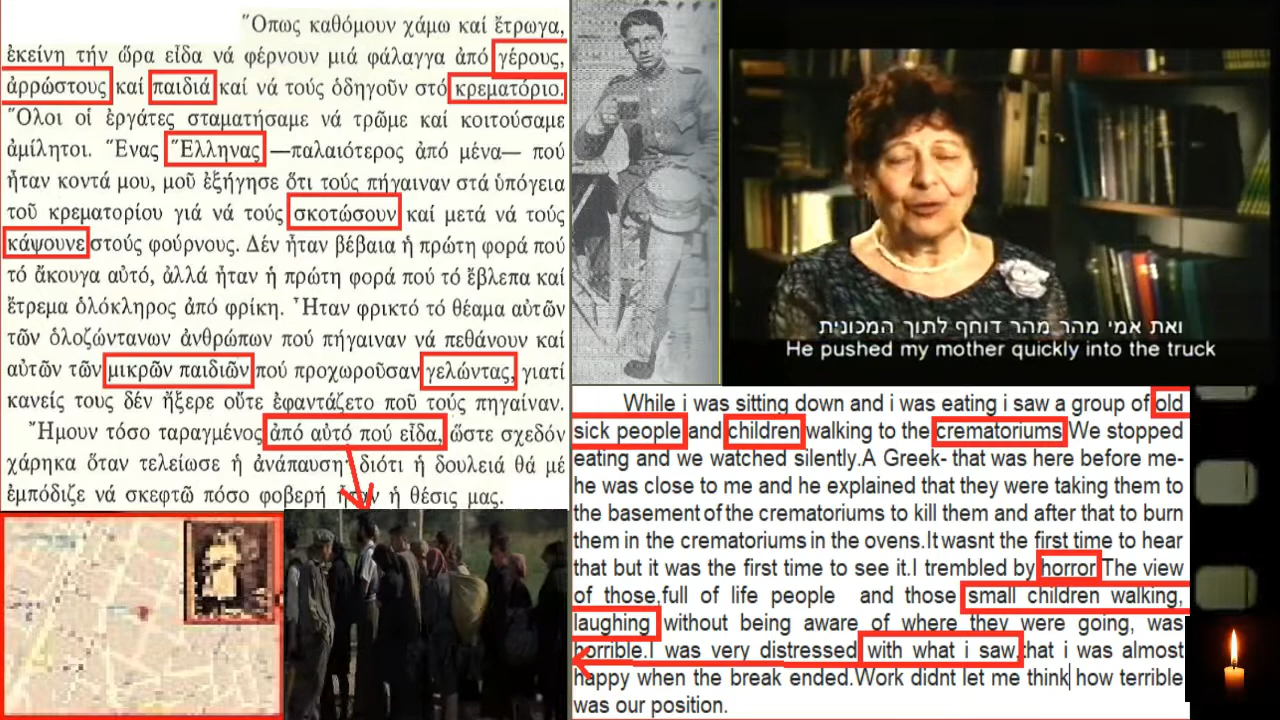 Ὅπως καθόμουν χάμω καί ἔτρωγα,
ἐκείνη τήν ὥρα εἶδα νά φέρνουν μιά φάλαγγα ἀπό γέρους,
ἀρρώστους καί παιδιά καί νά τούς ὁδηγοῦν στό κρεματόριο.
Ὅλοι οἱ ἐργάτες σταματήσαμε νά τρῶμε καί κοιτούσαμε
ἀμίλητοι. Ἕνας Ἕλληνας —παλαιότερος ἀπό μένα— πού
ἦταν κοντά μου, μοῦ ἐξήγησε ὅτι τούς πήγαιναν στά ὑπόγεια
τοῦ κρεματορίου γιά νά τούς σκοτώσουν καί μετά νά τούς
κάψουνε στούς φούρνους. Δέν ἦταν βέβαια ἡ πρώτη φορά πού
τό ἄκουγα αὐτό, ἀλλά ἦταν ἡ πρώτη φορά πού τό ἔβλεπα καί
ἔτρεμα ὁλόκληρος ἀπό φρίκη. Ἦταν φρικτό τό θέαμα αὐτῶν
τῶν ὁλοζώντανων ἀνθρώπων πού πήγαιναν νά πεθάνουν καί
αὐτῶν τῶν μικρῶν παιδιῶν πού προχωροῦσαν γελώντας, γιατί
κανείς τους δέν ἤξερε οὔτε ἐφαντάζετο ποῦ τούς πηγαίναν.
Ἤμουν τόσο ταραγμένος ἀπό αὐτό πού εἶδα, ὥστε σχεδόν
χάρηκα ὅταν τελείωσε ἡ ἀνάπαυση· διότι ἡ δουλειά θά μέ
ἐμπόδιζε νά σκεφτῶ πόσο φοβερή ἦταν ἡ θέσις μας.
ואת אמי מהר מהר דוחף לתוך המכונית
He pushed my mother quickly into the truck
While i was sitting down and i was eating i saw a group of old
sick people and children walking to the crematoriums We stopped
eating and we watched silently.A Greek- that was here before me-
he was close to me and he explained that they were taking them to
the basement of the crematoriums to kill them and after that to burn
them in the crematoriums in the ovens.It wasnt the first time to hear
that but it was the first time to see it.I trembled by horror The view
of those,full of life people and those small children walking,
laughing without being aware of where they were going, was
horrible.I was very distressed with what i saw,that i was almost
happy when the break ended.Work didnt let me think how terrible
was our position.